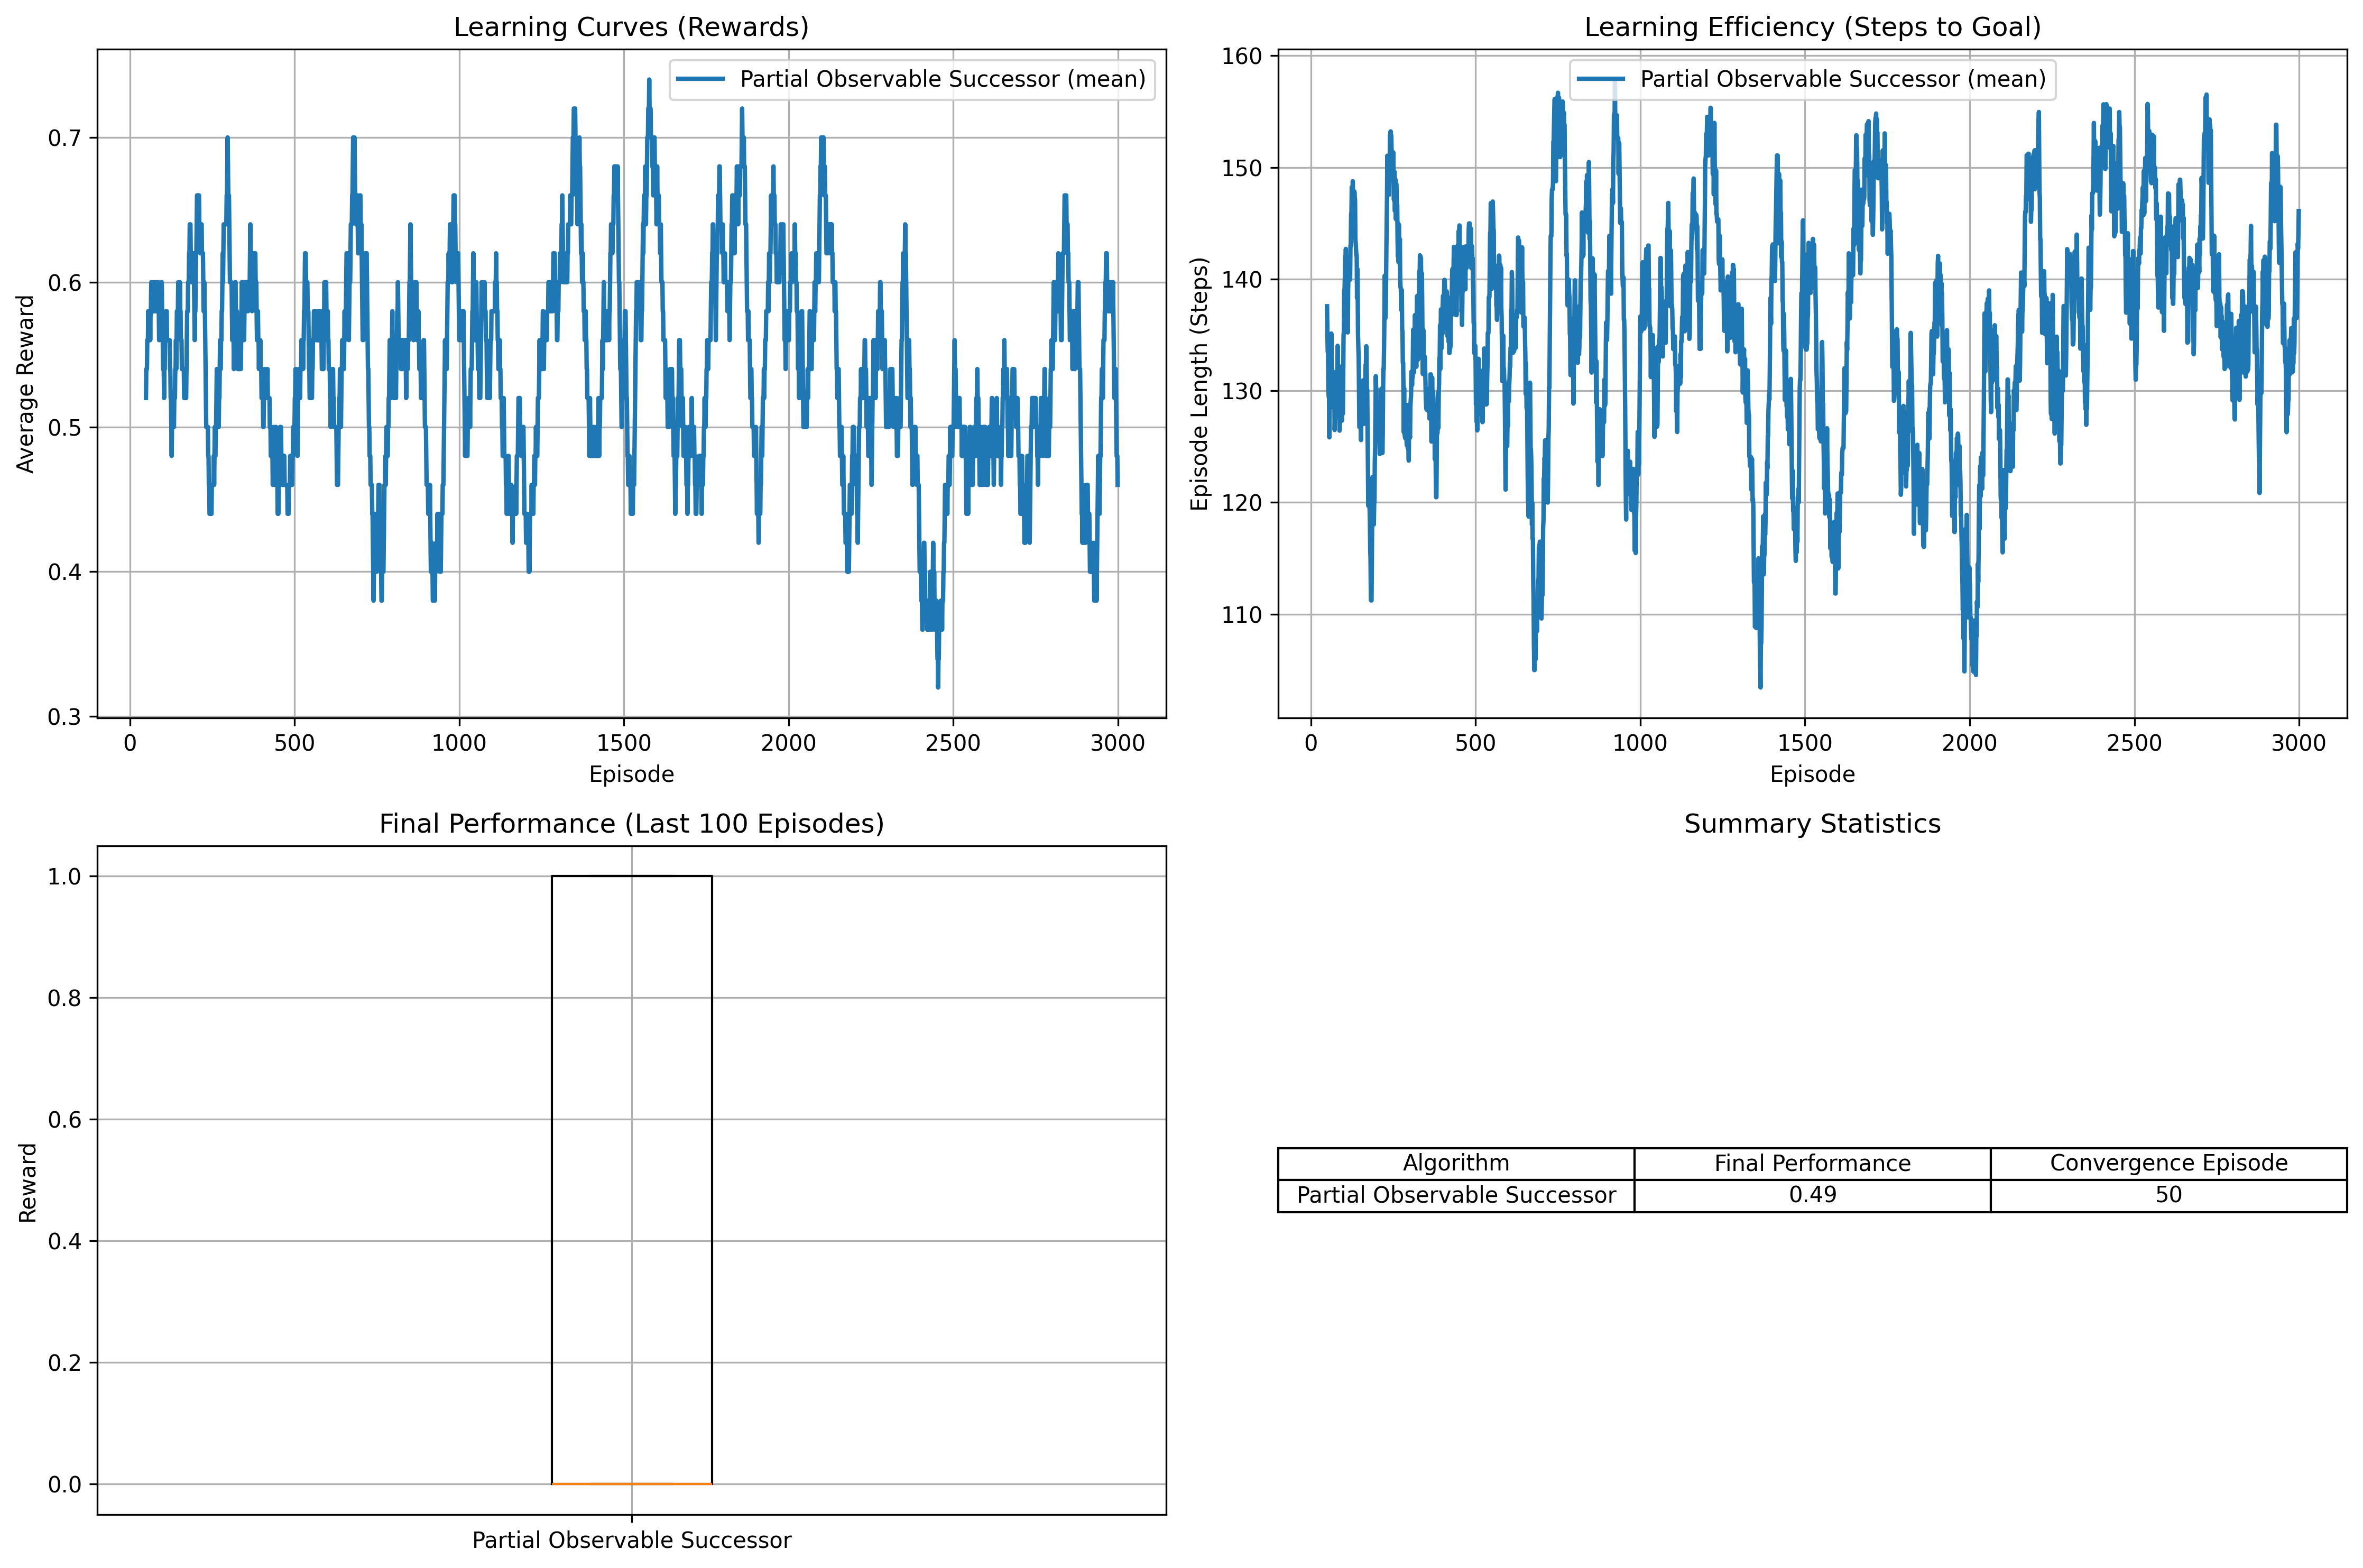 Learning Curves (Rewards)
Partial Observable Successor (mean)
Average Reward
0.7
0.6
0.5
0.4
0.3
0
500
1000
1500
2000
2500
3000
Episode
Learning Efficiency (Steps to Goal)
Partial Observable Successor (mean)
Episode Length (Steps)
160
150
140
130
120
110
0
500
1000
1500
2000
2500
3000
Episode
Final Performance (Last 100 Episodes)
Reward
1.0
0.8
0.6
0.4
0.2
0.0
Partial Observable Successor
Summary Statistics
Algorithm Final Performance Convergence Episode
Partial Observable Successor 0.49 50